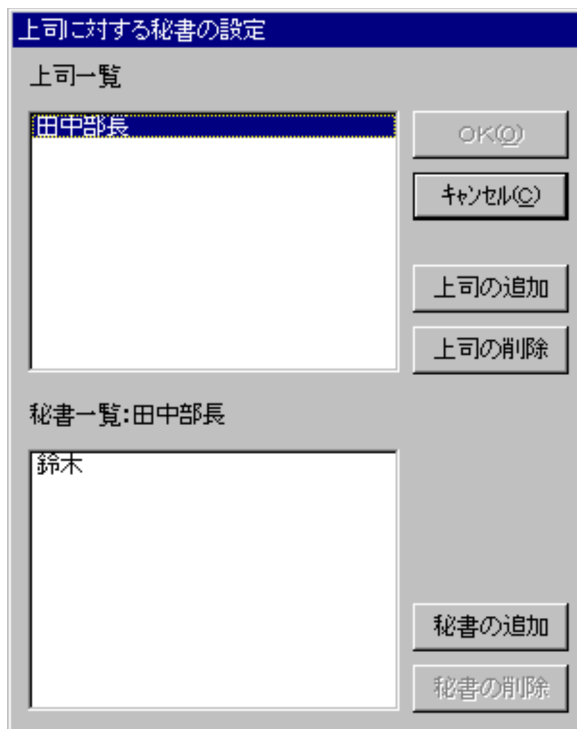 上司に対する秘書の設定
上司一覧
田中部長
OK(O)
ｷｬﾝｾﾙ(C)
上司の追加
上司の削除
秘書一覧:田中部長
鈴木
秘書の追加
秘書の削除